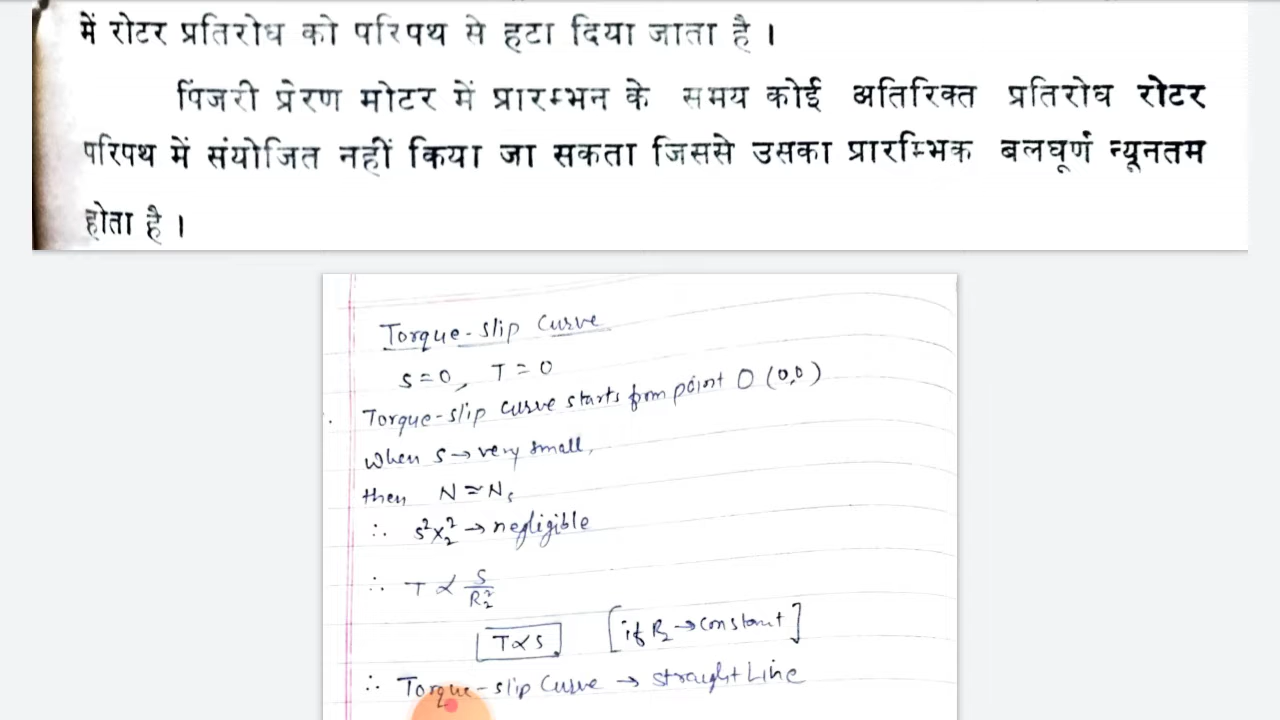 में रोटर प्रतिरोध को परिपथ से हटा दिया जाता है ।
पिंजरी प्रेरण मोटर में प्रारम्भन के समय कोई अतिरिक्त प्रतिरोध रोटर
परिपथ में संयोजित नहीं किया जा सकता जिससे उसका प्रारम्भिक बलघूर्ण न्यूनतम
होता है ।
Torque-slip Curve
S=0, T=0
Torque-slip curve starts from point O (0,0)
when S→very small,
then N≃Ns
∴ S²X₂² → negligible
∴ T ∝ S/R₂²
T∝S [if R₂→constant]
∴ Torque-slip Curve → straight Line